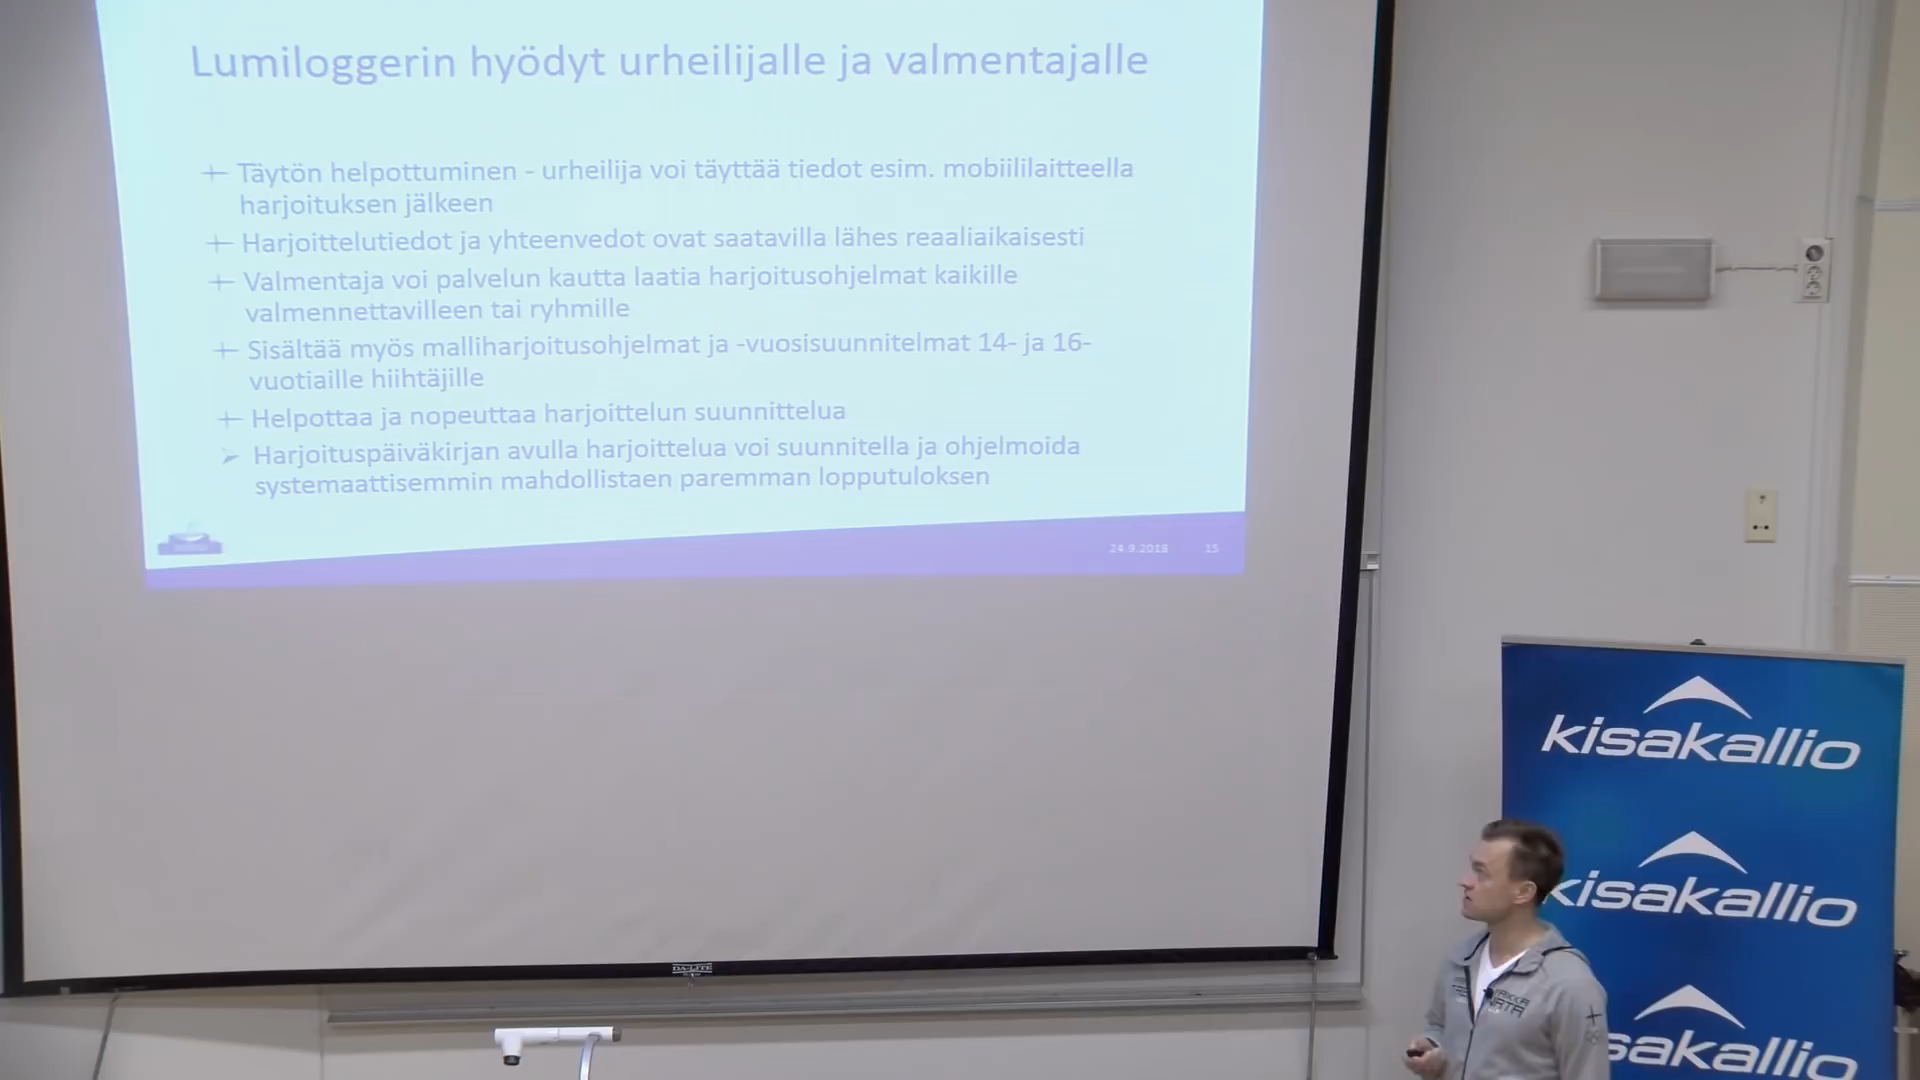 Lumiloggerin hyödyt urheilijalle ja valmentajalle
Täytön helpottuminen - urheilija voi täyttää tiedot esim. mobiililaitteella
harjoituksen jälkeen
Harjoittelutiedot ja yhteenvedot ovat saatavilla lähes reaaliaikaisesti
Valmentaja voi palvelun kautta laatia harjoitusohjelmat kaikille
valmennettavilleen tai ryhmille
Sisältää myös malliharjoitusohjelmat ja -vuosisuunnitelmat 14- ja 16-
vuotiaille hiihtäjille
Helpottaa ja nopeuttaa harjoittelun suunnittelua
Harjoituspäiväkirjan avulla harjoittelua voi suunnitella ja ohjelmoida
systemaattisemmin mahdollistaen paremman lopputuloksen
24.9.2018 15
DA-LITE
kisakallio
kisakallio
sakallio